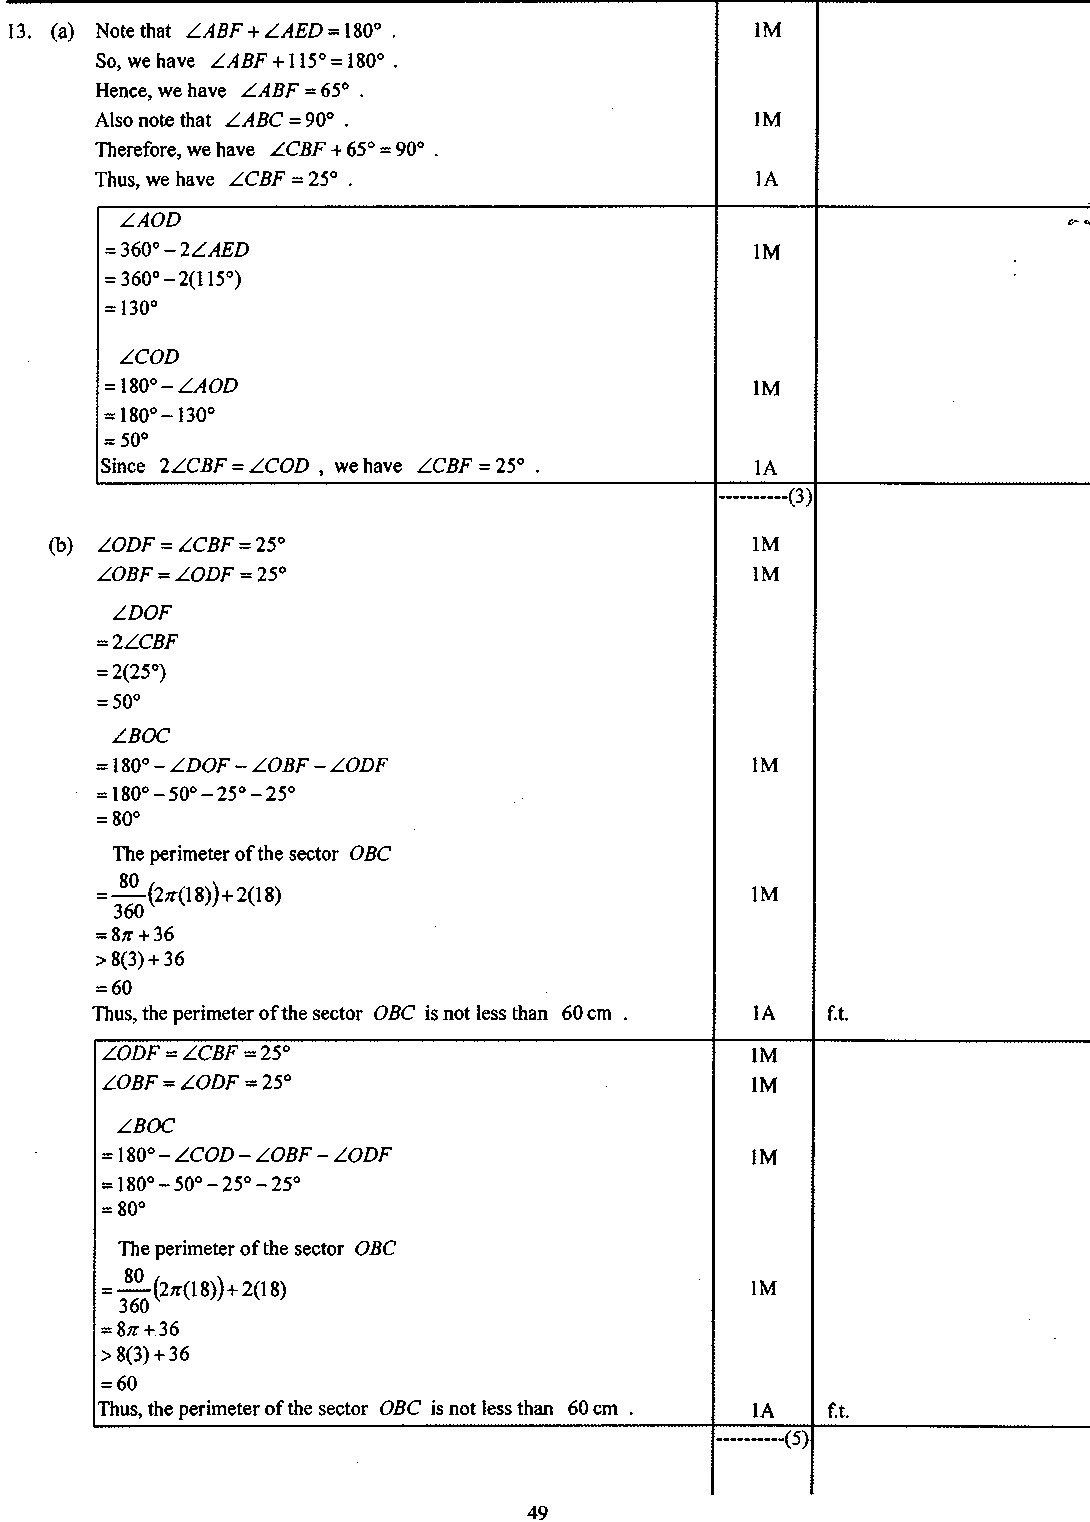 13. (a) Note that ∠ABF + ∠AED = 180° . 1M
So, we have ∠ABF + 115° = 180° .
Hence, we have ∠ABF = 65° .
Also note that ∠ABC = 90° . 1M
Therefore, we have ∠CBF + 65° = 90° .
Thus, we have ∠CBF = 25° . 1A
∠AOD
= 360° − 2∠AED 1M
= 360° − 2(115°)
= 130°
∠COD
= 180° − ∠AOD 1M
= 180° − 130°
= 50°
Since 2∠CBF = ∠COD , we have ∠CBF = 25° . 1A
----------(3)
(b) ∠ODF = ∠CBF = 25° 1M
∠OBF = ∠ODF = 25° 1M
∠DOF
= 2∠CBF
= 2(25°)
= 50°
∠BOC
= 180° − ∠DOF − ∠OBF − ∠ODF 1M
= 180° − 50° − 25° − 25°
= 80°
The perimeter of the sector OBC
= 80/360 (2π(18)) + 2(18) 1M
= 8π + 36
> 8(3) + 36
= 60
Thus, the perimeter of the sector OBC is not less than 60 cm . 1A f.t.
∠ODF = ∠CBF = 25° 1M
∠OBF = ∠ODF = 25° 1M
∠BOC
= 180° − ∠COD − ∠OBF − ∠ODF 1M
= 180° − 50° − 25° − 25°
= 80°
The perimeter of the sector OBC
= 80/360 (2π(18)) + 2(18) 1M
= 8π + 36
> 8(3) + 36
= 60
Thus, the perimeter of the sector OBC is not less than 60 cm . 1A f.t.
----------(5)
49